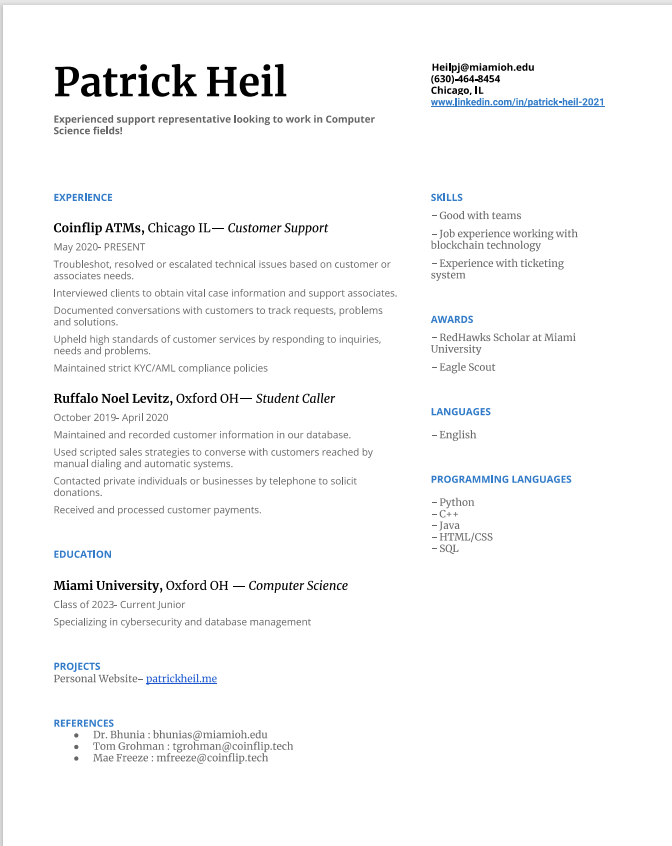 Patrick Heil
Experienced support representative looking to work in Computer
Science fields!
Heilpj@miamioh.edu
(630)-464-8454
Chicago, IL
www.linkedin.com/in/patrick-heil-2021
EXPERIENCE
Coinflip ATMs, Chicago IL— Customer Support
May 2020- PRESENT
Troubleshot, resolved or escalated technical issues based on customer or
associates needs.
Interviewed clients to obtain vital case information and support associates.
Documented conversations with customers to track requests, problems
and solutions.
Upheld high standards of customer services by responding to inquiries,
needs and problems.
Maintained strict KYC/AML compliance policies
Ruffalo Noel Levitz, Oxford OH— Student Caller
October 2019- April 2020
Maintained and recorded customer information in our database.
Used scripted sales strategies to converse with customers reached by
manual dialing and automatic systems.
Contacted private individuals or businesses by telephone to solicit
donations.
Received and processed customer payments.
EDUCATION
Miami University, Oxford OH — Computer Science
Class of 2023- Current Junior
Specializing in cybersecurity and database management
PROJECTS
Personal Website- patrickheil.me
REFERENCES
● Dr. Bhunia : bhunias@miamioh.edu
● Tom Grohman : tgrohman@coinflip.tech
● Mae Freeze : mfreeze@coinflip.tech
SKILLS
- Good with teams
- Job experience working with
blockchain technology
- Experience with ticketing
system
AWARDS
- RedHawks Scholar at Miami
University
- Eagle Scout
LANGUAGES
- English
PROGRAMMING LANGUAGES
- Python
- C++
- Java
- HTML/CSS
- SQL